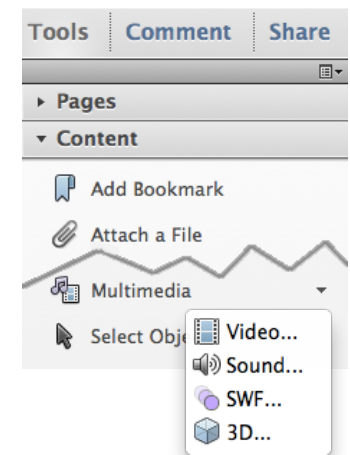 Tools Comment Share
Pages
Content
Add Bookmark
Attach a File
Multimedia
Select Obje
Video...
Sound...
SWF...
3D...